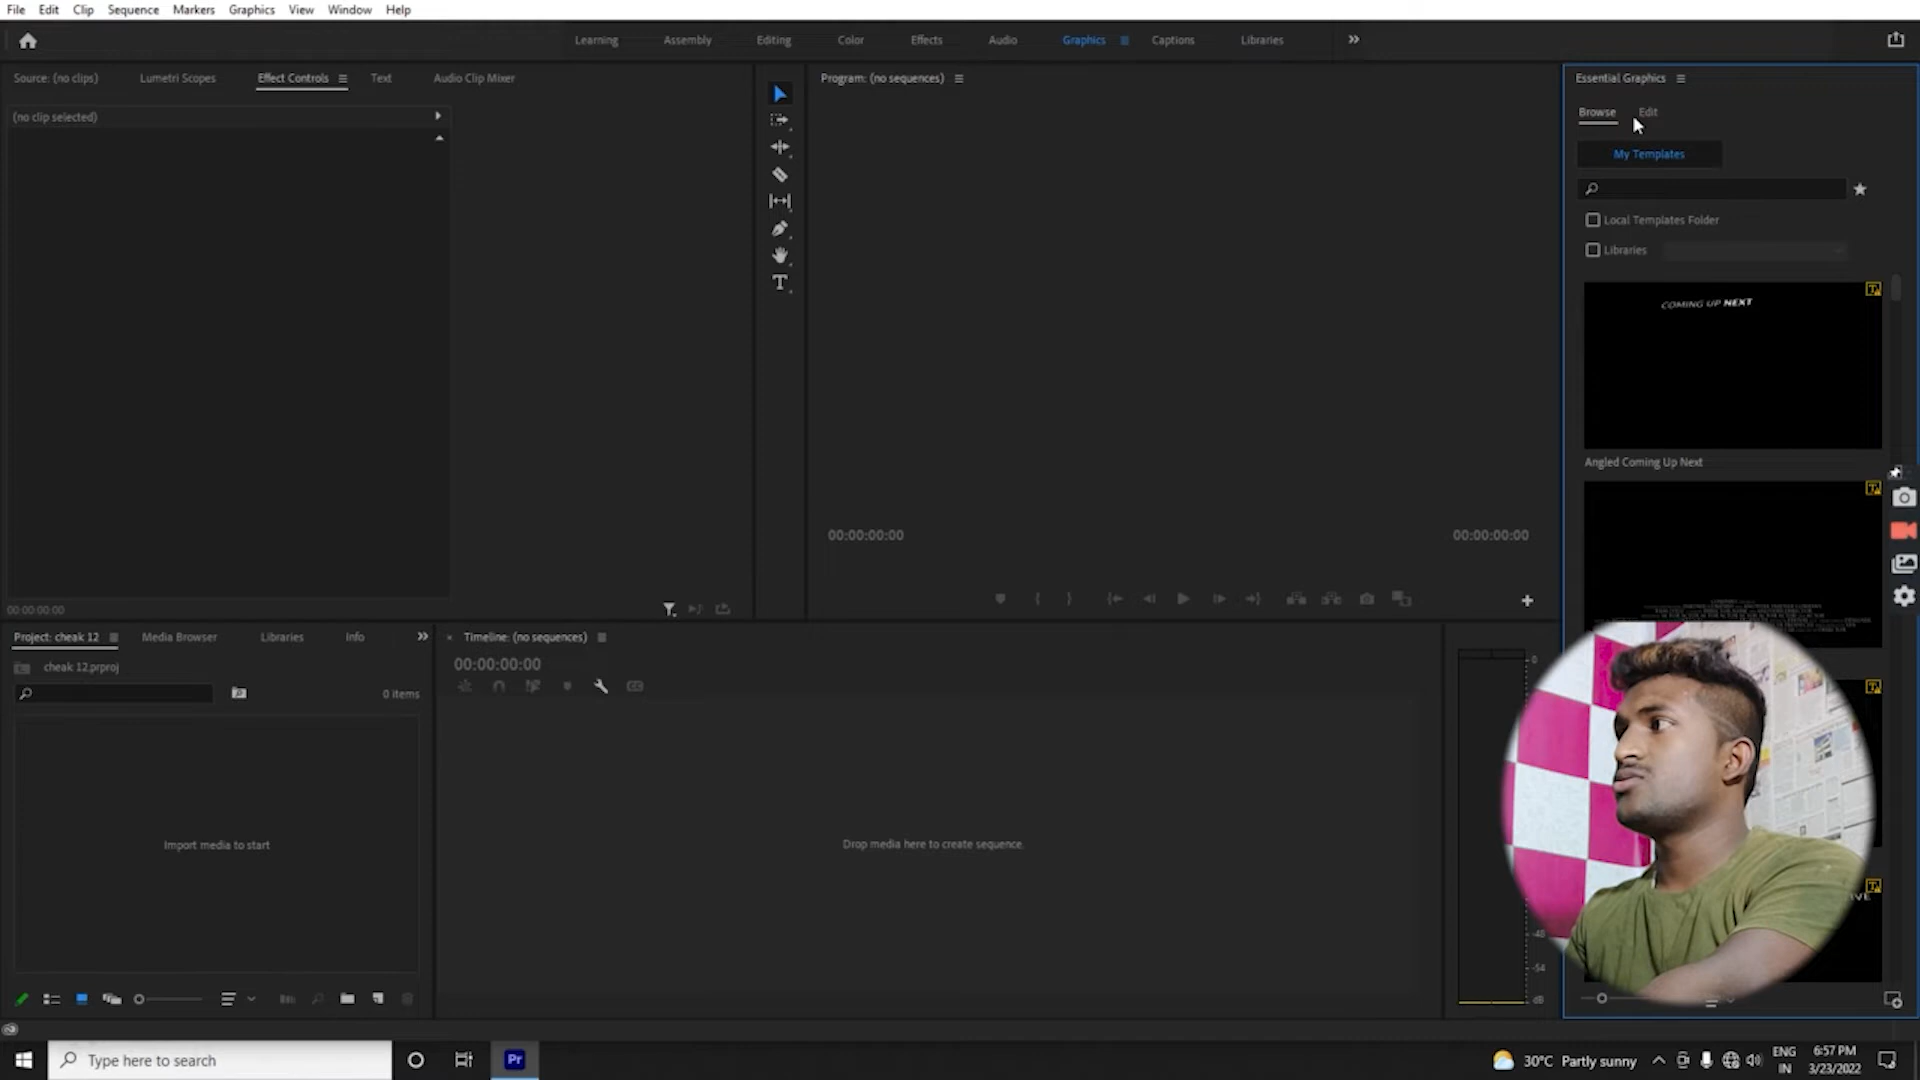 File Edit Clip Sequence Markers Graphics View Window Help
Learning Assembly Editing Color Effects Audio Graphics Captions Libraries
Source: (no clips) Lumetri Scopes Effect Controls Text Audio Clip Mixer
Program: (no sequences)
Essential Graphics
(no clip selected)
Browse Edit
My Templates
Local Templates Folder
Libraries
COMING UP NEXT
Angled Coming Up Next
00:00:00:00 00:00:00:00
00:00:00:00
Project: cheak 12 Media Browser Libraries Info
Timeline: (no sequences)
cheak 12.prproj
00:00:00:00
0 items
0
Import media to start
Drop media here to create sequence.
-48
-54
dB
Pr
Type here to search
30°C Partly sunny
ENG
IN
6:57 PM
3/23/2022